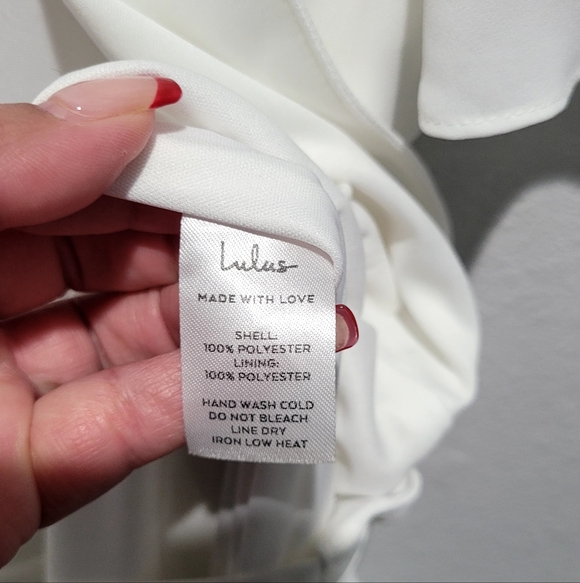 Lulus
MADE WITH LOVE
SHELL:
100% POLYESTER
LINING:
100% POLYESTER
HAND WASH COLD
DO NOT BLEACH
LINE DRY
IRON LOW HEAT